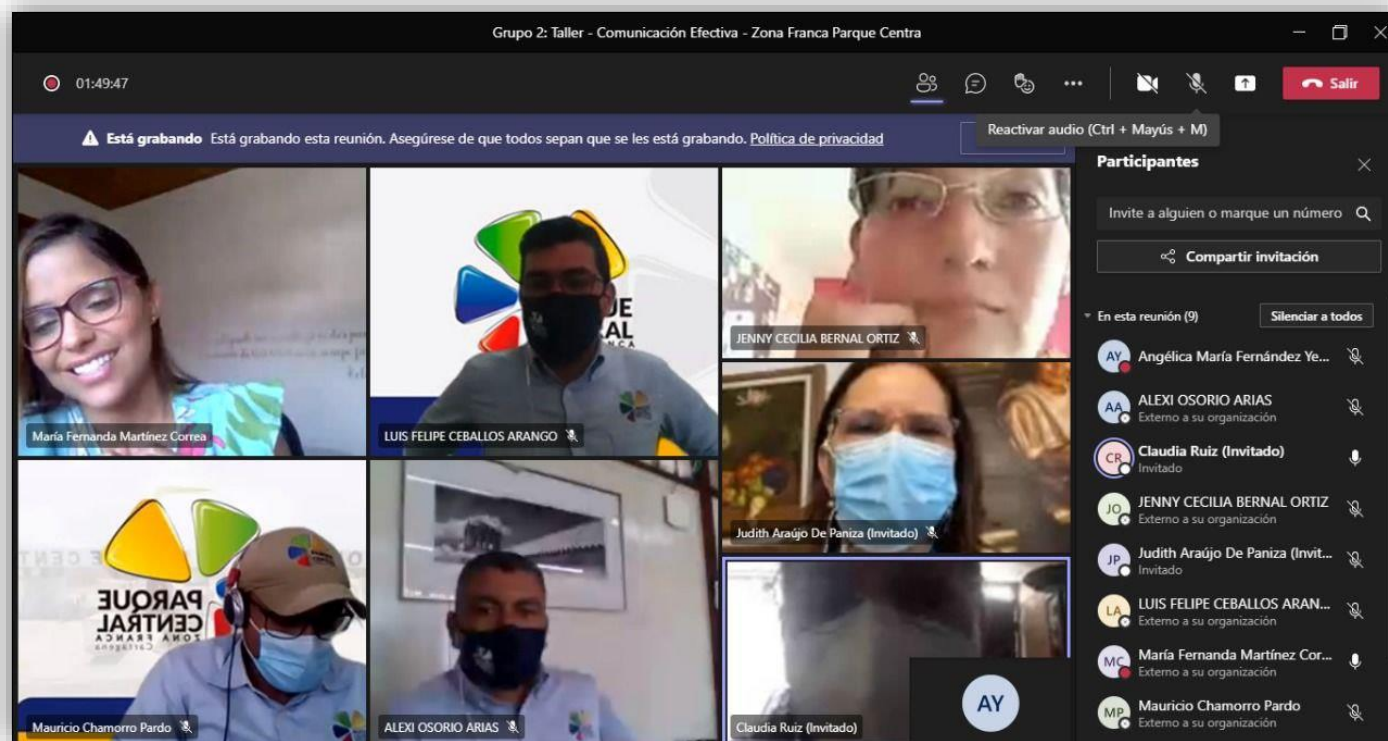 Grupo 2: Taller - Comunicación Efectiva - Zona Franca Parque Centra
01:49:47
Salir
Está grabando Está grabando esta reunión. Asegúrese de que todos sepan que se les está grabando. Política de privacidad
Reactivar audio (Ctrl + Mayús + M)
Participantes
Invite a alguien o marque un número
Compartir invitación
En esta reunión (9)
Silenciar a todos
AY Angélica María Fernández Ye...
AA ALEXI OSORIO ARIAS
Externo a su organización
CR Claudia Ruiz (Invitado)
Invitado
JO JENNY CECILIA BERNAL ORTIZ
Externo a su organización
JP Judith Araújo De Paniza (Invit...
Invitado
LA LUIS FELIPE CEBALLOS ARAN...
Externo a su organización
MC María Fernanda Martínez Cor...
Externo a su organización
MP Mauricio Chamorro Pardo
Externo a su organización
María Fernanda Martínez Correa
UE
AL
LUIS FELIPE CEBALLOS ARANGO
JENNY CECILIA BERNAL ORTIZ
Judith Araújo De Paniza (Invitado)
PARQUE
CENTRAL
ZONA FRANCA
Cartagena
Mauricio Chamorro Pardo
ALEXI OSORIO ARIAS
Claudia Ruiz (Invitado)
AY